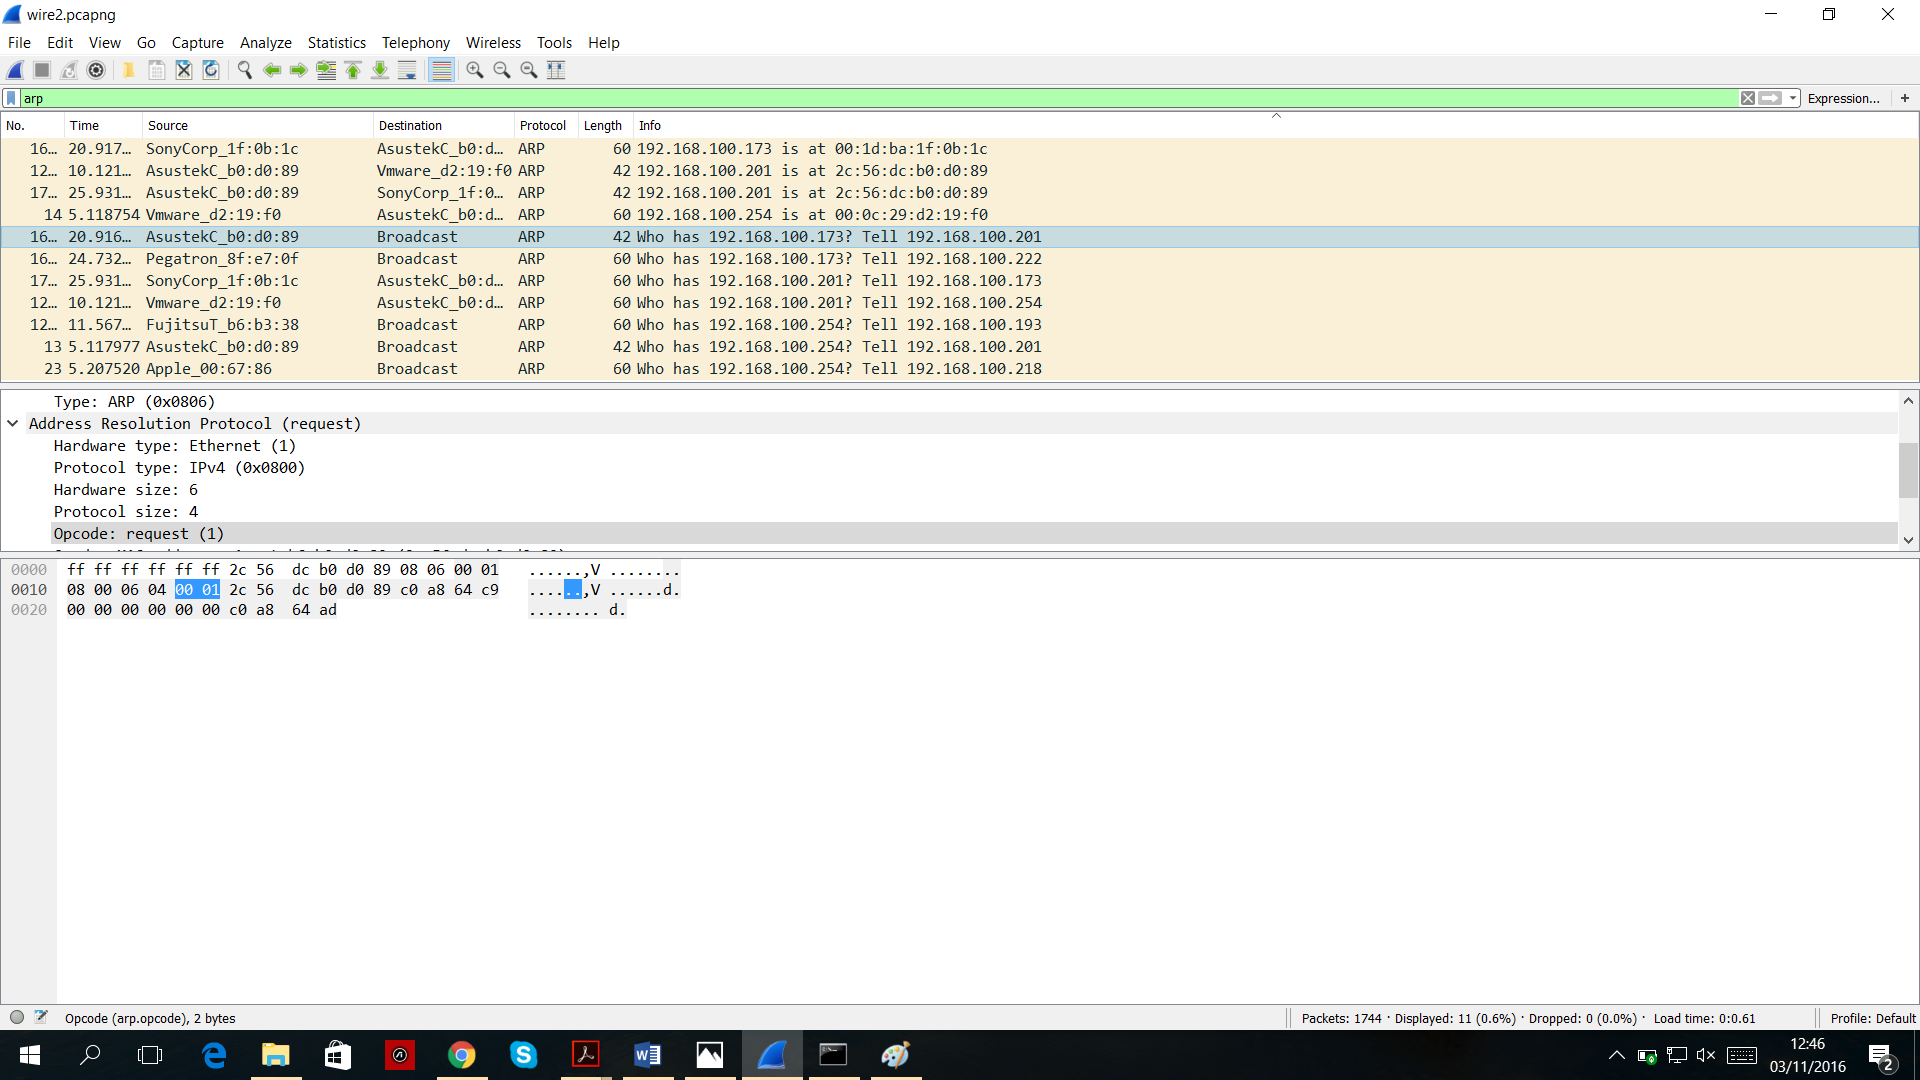 wire2.pcapng
File Edit View Go Capture Analyze Statistics Telephony Wireless Tools Help
arp Expression... +
No. Time Source Destination Protocol Length Info
16… 20.917… SonyCorp_1f:0b:1c AsustekC_b0:d… ARP 60 192.168.100.173 is at 00:1d:ba:1f:0b:1c
12… 10.121… AsustekC_b0:d0:89 Vmware_d2:19:f0 ARP 42 192.168.100.201 is at 2c:56:dc:b0:d0:89
17… 25.931… AsustekC_b0:d0:89 SonyCorp_1f:0… ARP 42 192.168.100.201 is at 2c:56:dc:b0:d0:89
14 5.118754 Vmware_d2:19:f0 AsustekC_b0:d… ARP 60 192.168.100.254 is at 00:0c:29:d2:19:f0
16… 20.916… AsustekC_b0:d0:89 Broadcast ARP 42 Who has 192.168.100.173? Tell 192.168.100.201
16… 24.732… Pegatron_8f:e7:0f Broadcast ARP 60 Who has 192.168.100.173? Tell 192.168.100.222
17… 25.931… SonyCorp_1f:0b:1c AsustekC_b0:d… ARP 60 Who has 192.168.100.201? Tell 192.168.100.173
12… 10.121… Vmware_d2:19:f0 AsustekC_b0:d… ARP 60 Who has 192.168.100.201? Tell 192.168.100.254
12… 11.567… FujitsuT_b6:b3:38 Broadcast ARP 60 Who has 192.168.100.254? Tell 192.168.100.193
13 5.117977 AsustekC_b0:d0:89 Broadcast ARP 42 Who has 192.168.100.254? Tell 192.168.100.201
23 5.207520 Apple_00:67:86 Broadcast ARP 60 Who has 192.168.100.254? Tell 192.168.100.218
Type: ARP (0x0806)
Address Resolution Protocol (request)
Hardware type: Ethernet (1)
Protocol type: IPv4 (0x0800)
Hardware size: 6
Protocol size: 4
Opcode: request (1)
0000 ff ff ff ff ff ff 2c 56 dc b0 d0 89 08 06 00 01 ......,V ........
0010 08 00 06 04 00 01 2c 56 dc b0 d0 89 c0 a8 64 c9 ......,V ......d.
0020 00 00 00 00 00 00 c0 a8 64 ad ........ d.
Opcode (arp.opcode), 2 bytes Packets: 1744 · Displayed: 11 (0.6%) · Dropped: 0 (0.0%) · Load time: 0:0.61 Profile: Default
12:46
03/11/2016
2